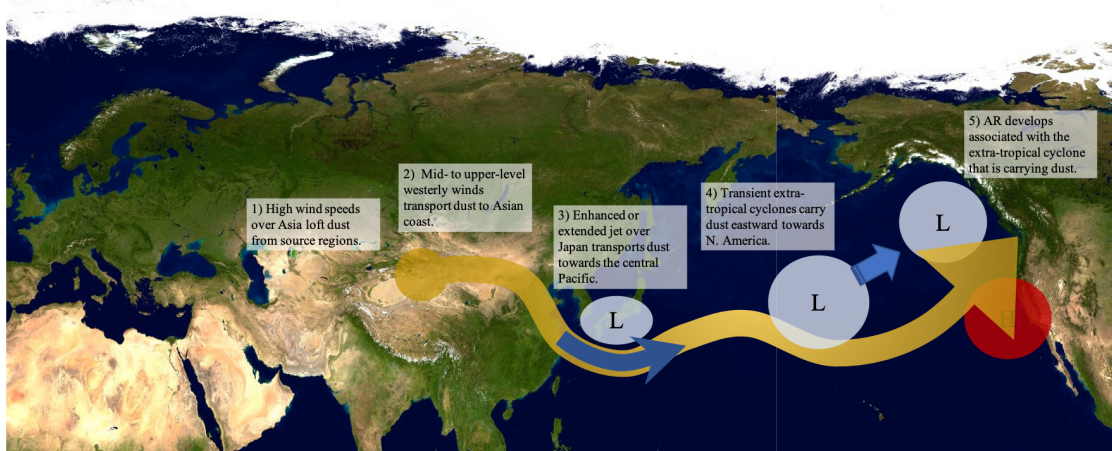 1) High wind speeds
over Asia loft dust
from source regions.
2)  Mid- to upper-level
westerly winds
transport dust to Asian
coast.
3) Enhanced or
extended jet over
Japan transports dust
towards the central
Pacific.
L
4) Transient extra-
tropical cyclones carry
dust eastward towards
N. America.
L
5) AR develops
associated with the
extra-tropical cyclone
that is carrying dust.
L
H